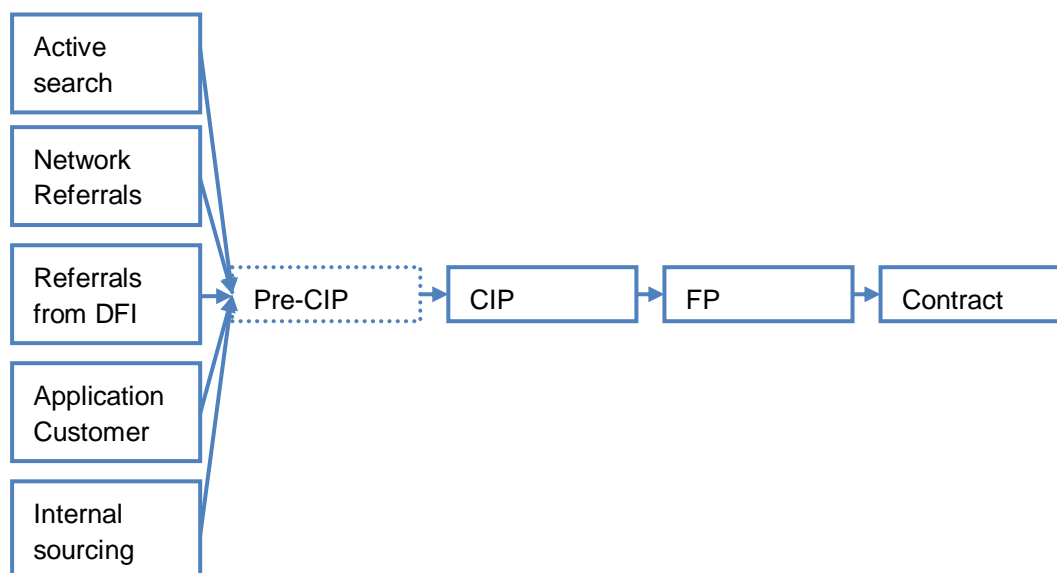 Active
search
Network
Referrals
Referrals
from DFI
Pre-CIP
CIP
FP
Contract
Application
Customer
Internal
sourcing